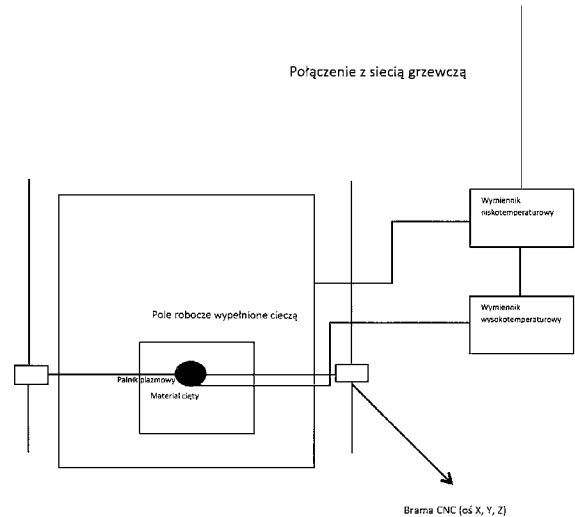 Połączenie z siecią grzewczą
Wymiennik
niskotemperaturowy
Wymiennik
wysokotemperaturowy
Pole robocze wypełnione cieczą
Palnik plazmowy
Materiał cięty
Brama CNC (oś X, Y, Z)